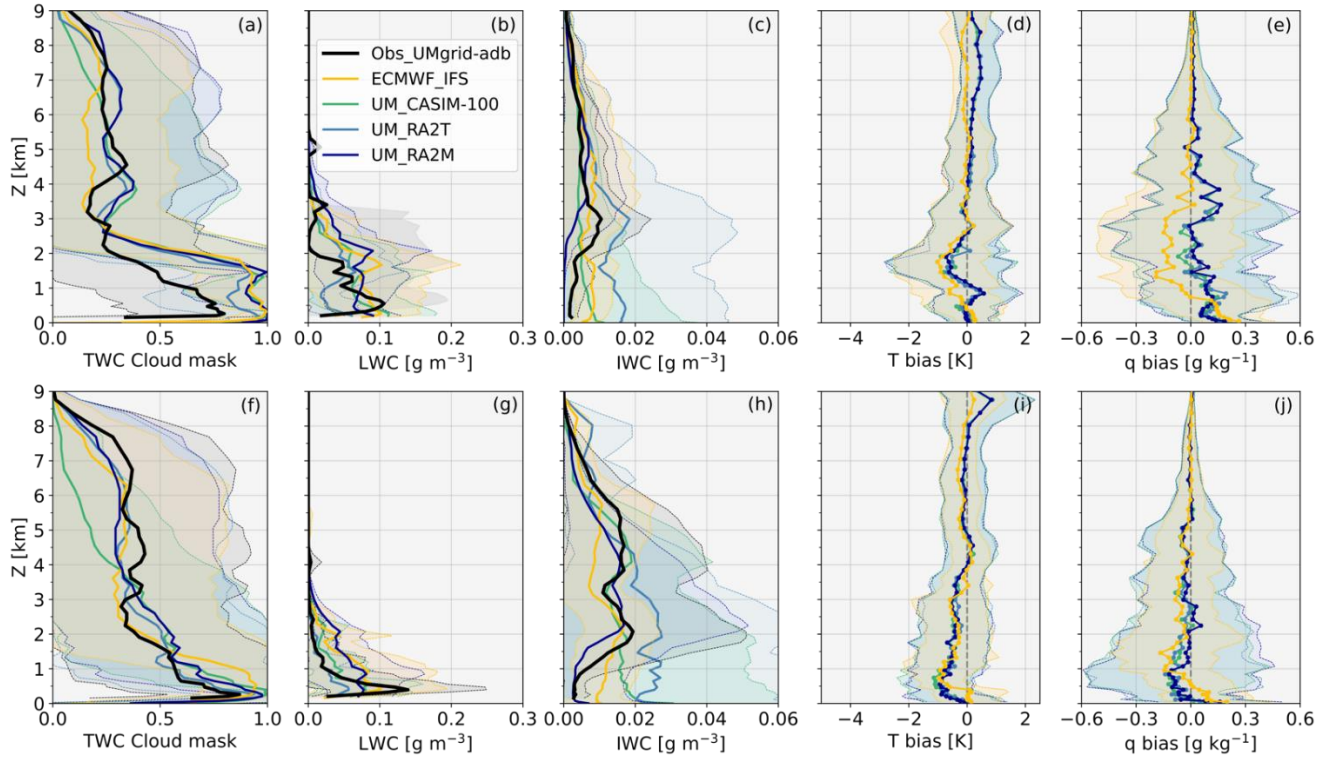 (a) (b) (c) (d) (e)
Obs_UMgrid-adb
ECMWF_IFS
UM_CASIM-100
UM_RA2T
UM_RA2M
Z [km]
9
8
7
6
5
4
3
2
1
0
0.0 0.5 1.0
TWC Cloud mask
0.0 0.1 0.2 0.3
LWC [g m⁻³]
0.00 0.02 0.04 0.06
IWC [g m⁻³]
−4 −2 0 2
T bias [K]
−0.6 −0.3 0.0 0.3 0.6
q bias [g kg⁻¹]
(f) (g) (h) (i) (j)
Z [km]
9
8
7
6
5
4
3
2
1
0
0.0 0.5 1.0
TWC Cloud mask
0.0 0.1 0.2 0.3
LWC [g m⁻³]
0.00 0.02 0.04 0.06
IWC [g m⁻³]
−4 −2 0 2
T bias [K]
−0.6 −0.3 0.0 0.3 0.6
q bias [g kg⁻¹]